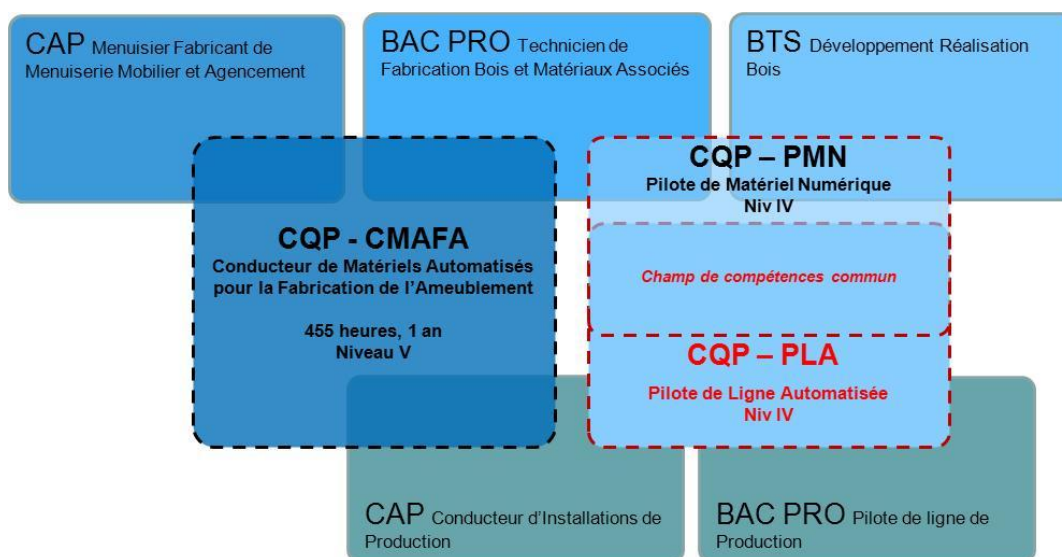 CAP Menuisier Fabricant de
Menuiserie Mobilier et Agencement
BAC PRO Technicien de
Fabrication Bois et Matériaux Associés
BTS Développement Réalisation
Bois
CQP - CMAFA
Conducteur de Matériels Automatisés
pour la Fabrication de l'Ameublement
455 heures, 1 an
Niveau V
CQP – PMN
Pilote de Matériel Numérique
Niv IV
Champ de compétences commun
CQP – PLA
Pilote de Ligne Automatisée
Niv IV
CAP Conducteur d'Installations de
Production
BAC PRO Pilote de ligne de
Production